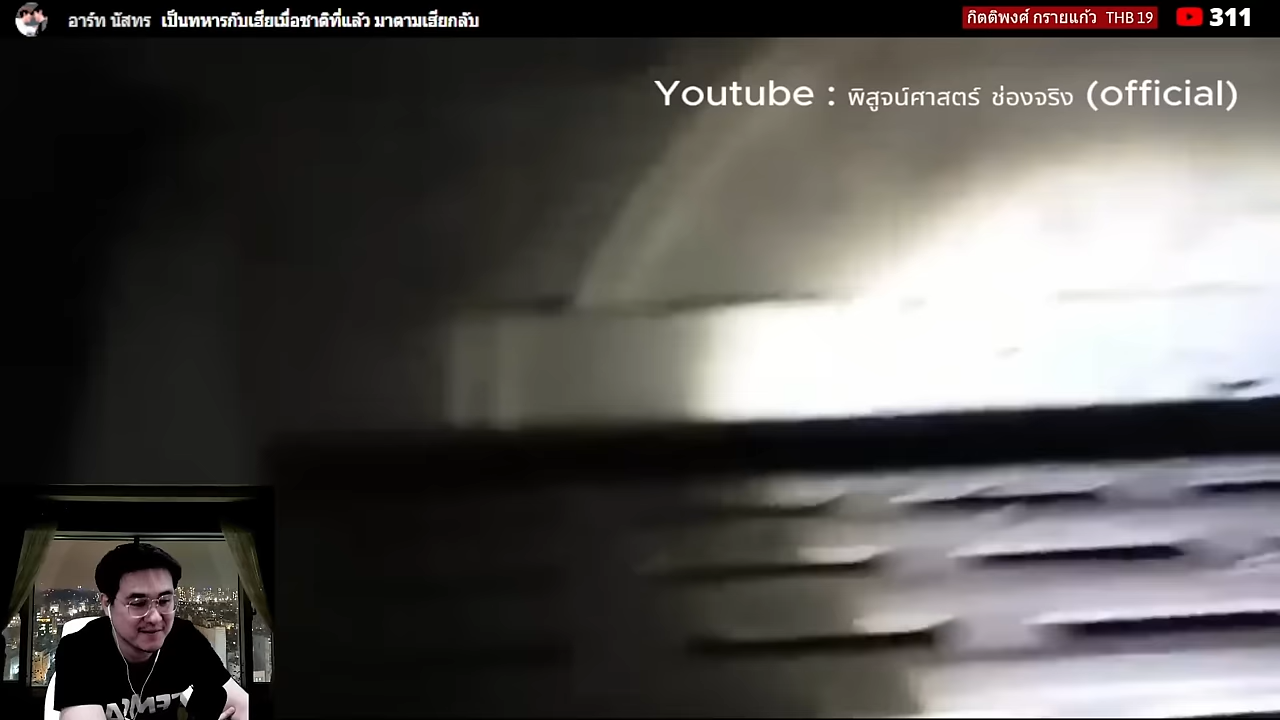 อาร์ท นัสทร เป็นทหารกับเฮียเมื่อชาติที่แล้ว มาตามเฮียกลับ
กิตติพงศ์ กรายแก้ว THB 19
311
Youtube : พิสูจน์ศาสตร์ ช่องจริง (official)